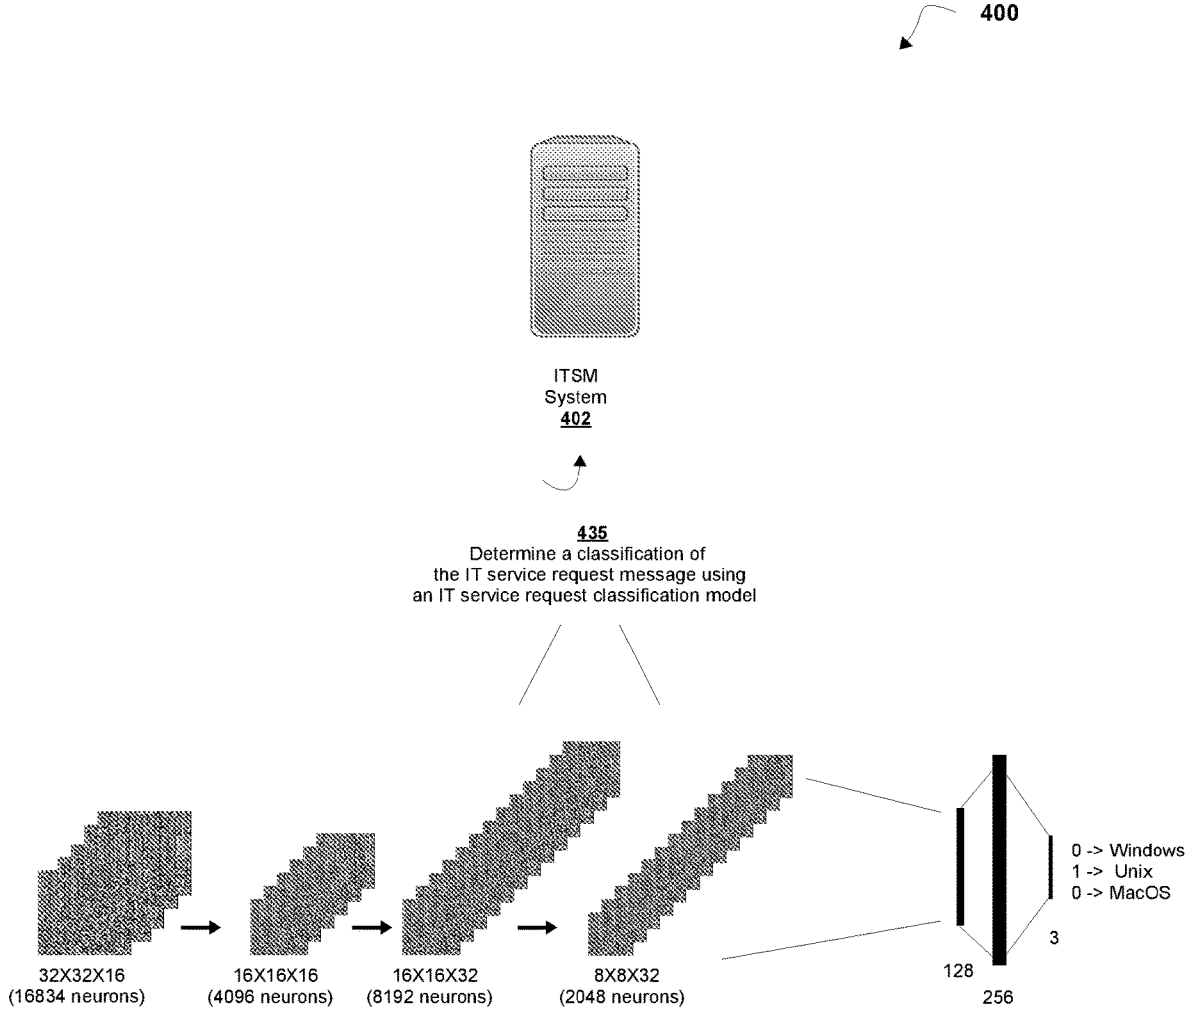 400
ITSM
System
402
435
Determine a classification of
the IT service request message using
an IT service request classification model
0 -> Windows
1 -> Unix
0 -> MacOS
3
128
256
32X32X16
(16834 neurons)
16X16X16
(4096 neurons)
16X16X32
(8192 neurons)
8X8X32
(2048 neurons)